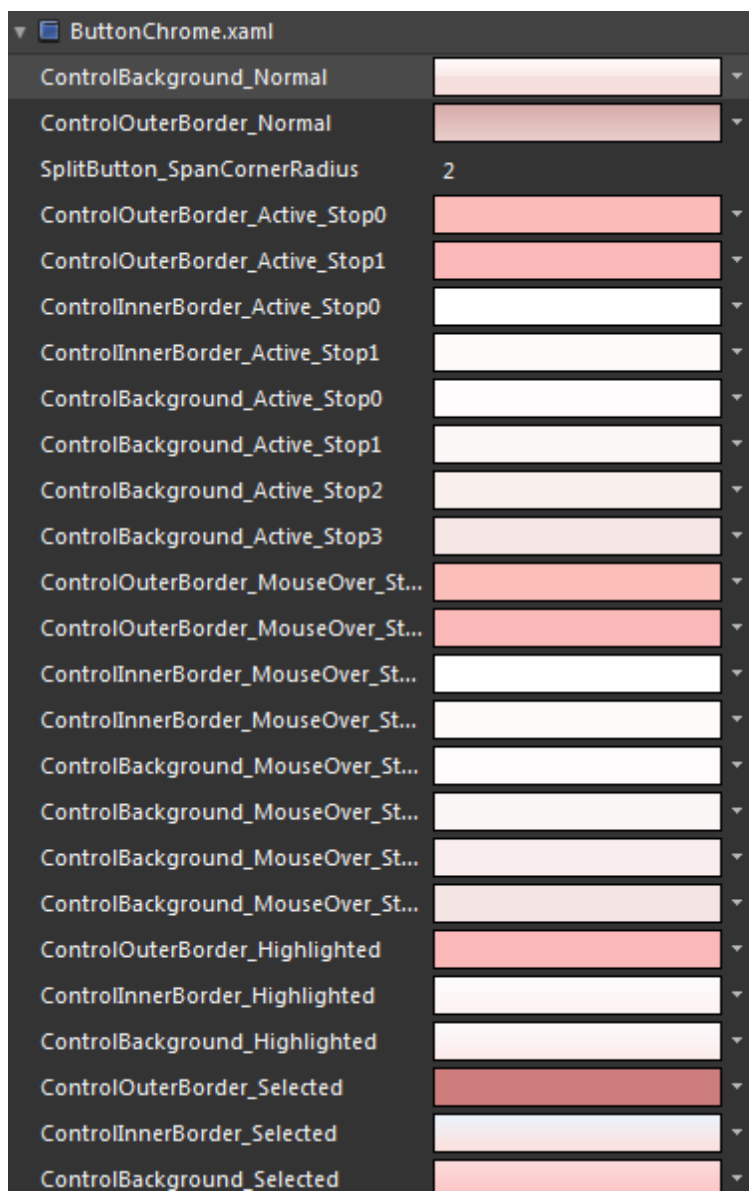 ButtonChrome.xaml
ControlBackground_Normal
ControlOuterBorder_Normal
SplitButton_SpanCornerRadius 2
ControlOuterBorder_Active_Stop0
ControlOuterBorder_Active_Stop1
ControlInnerBorder_Active_Stop0
ControlInnerBorder_Active_Stop1
ControlBackground_Active_Stop0
ControlBackground_Active_Stop1
ControlBackground_Active_Stop2
ControlBackground_Active_Stop3
ControlOuterBorder_MouseOver_St...
ControlOuterBorder_MouseOver_St...
ControlInnerBorder_MouseOver_St...
ControlInnerBorder_MouseOver_St...
ControlBackground_MouseOver_St...
ControlBackground_MouseOver_St...
ControlBackground_MouseOver_St...
ControlBackground_MouseOver_St...
ControlOuterBorder_Highlighted
ControlInnerBorder_Highlighted
ControlBackground_Highlighted
ControlOuterBorder_Selected
ControlInnerBorder_Selected
ControlBackground_Selected